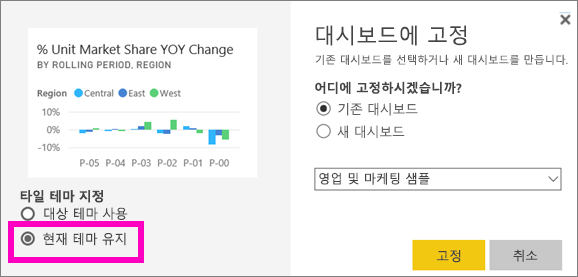 % Unit Market Share YOY Change
BY ROLLING PERIOD, REGION
Region Central East West
10%
0%
-10%
P-05 P-04 P-03 P-02 P-01 P-00
타일 테마 지정
대상 테마 사용
현재 테마 유지
대시보드에 고정
기존 대시보드를 선택하거나 새 대시보드를 만듭니다.
어디에 고정하시겠습니까?
기존 대시보드
새 대시보드
영업 및 마케팅 샘플
고정 취소